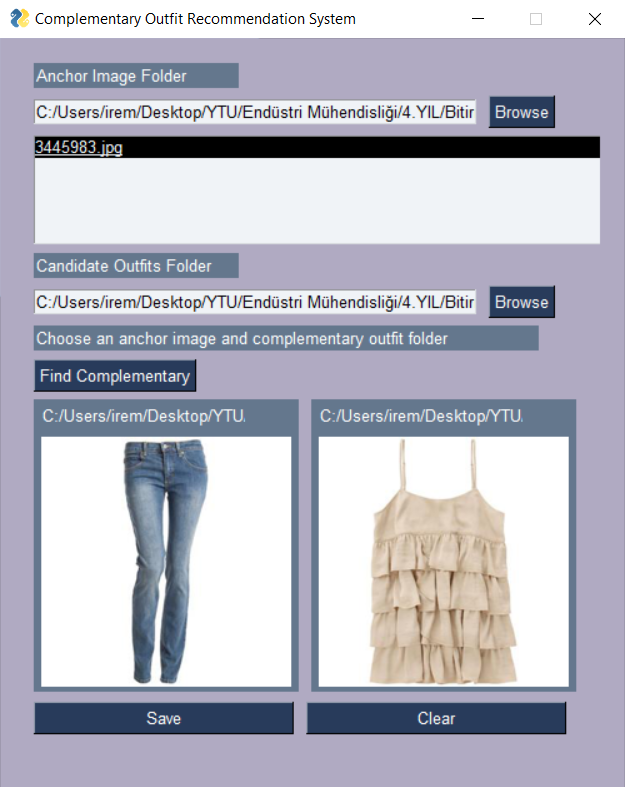 Complementary Outfit Recommendation System
Anchor Image Folder
C:/Users/irem/Desktop/YTU/Endüstri Mühendisliği/4.YIL/Bitir
Browse
3445983.jpg
Candidate Outfits Folder
C:/Users/irem/Desktop/YTU/Endüstri Mühendisliği/4.YIL/Bitir
Browse
Choose an anchor image and complementary outfit folder
Find Complementary
C:/Users/irem/Desktop/YTU/
C:/Users/irem/Desktop/YTU/
Save
Clear